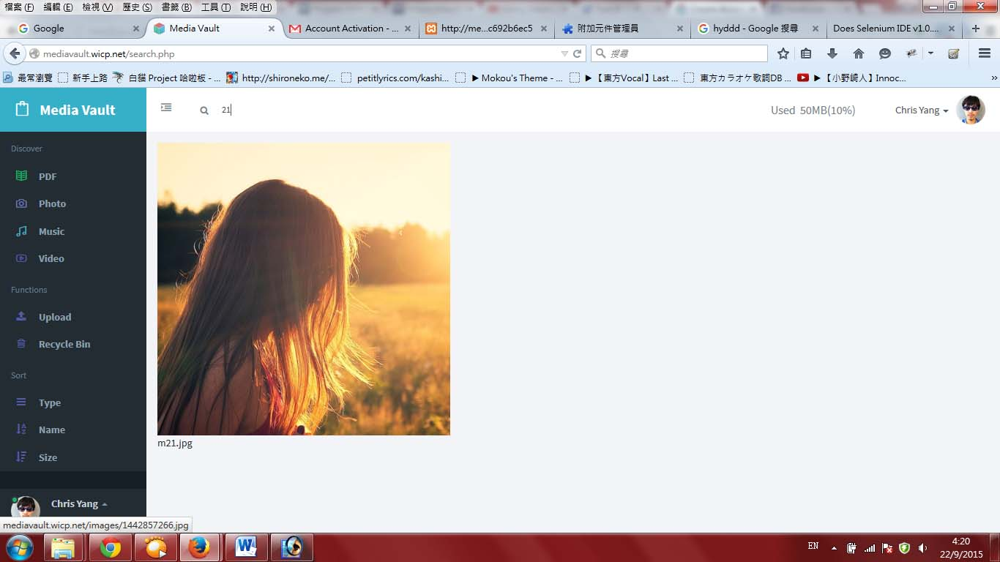 檔案 (F) 編輯 (E) 檢視 (V) 歷史 (S) 書籤 (B) 工具 (T) 說明 (H)
Google Media Vault Account Activation - ... http://me...c692b6ec5 附加元件管理員 hyddd - Google 搜尋 Does Selenium IDE v1.0....
mediavault.wicp.net/search.php 搜尋
最常瀏覽 新手上路 白貓 Project 哈啦板 - ... http://shironeko.me/... petitlyrics.com/kashi... ▶ Mokou's Theme - ... ▶ 【東方Vocal】Last ... 東方カラオケ歌詞DB ... ▶ 【小野﨑人】Innoc... »
Media Vault 21 Used 50MB(10%) Chris Yang
Discover
PDF
Photo
Music
Video
Functions
Upload
Recycle Bin
Sort
Type
Name
Size
m21.jpg
Chris Yang
mediavault.wicp.net/images/1442857266.jpg
EN 4:20
22/9/2015